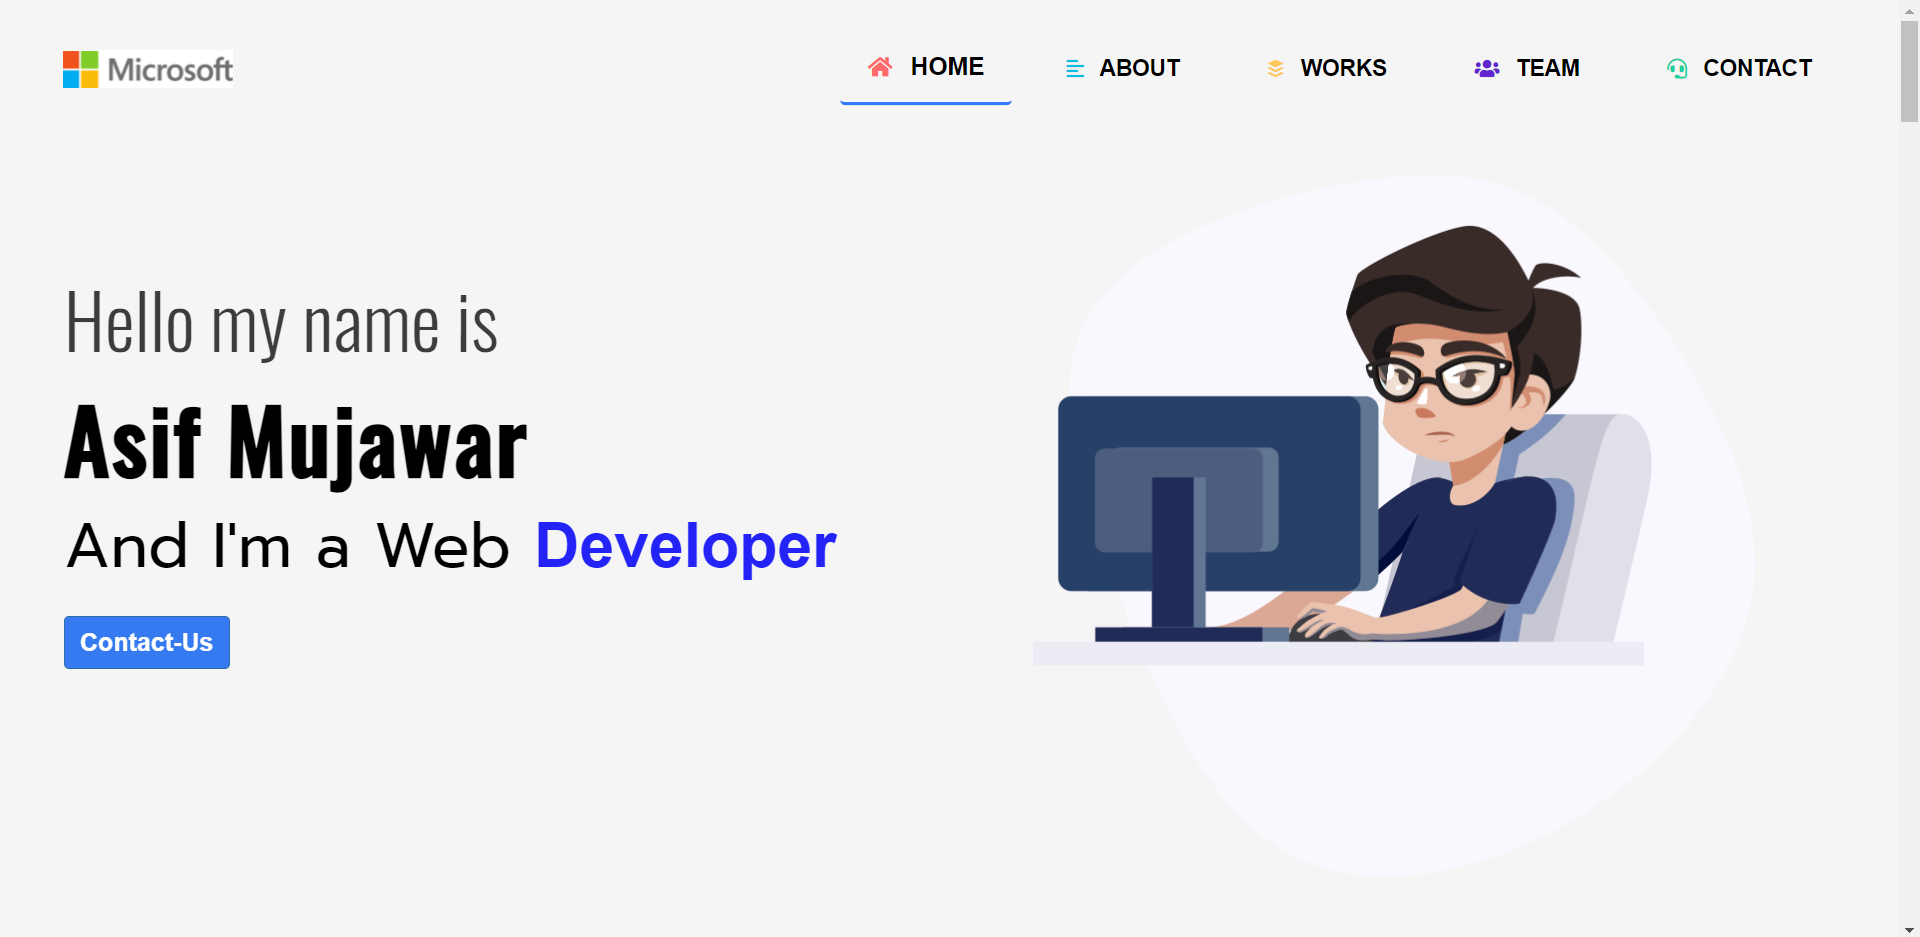 Microsoft
HOME
ABOUT
WORKS
TEAM
CONTACT
Hello my name is
Asif Mujawar
And I'm a Web Developer
Contact-Us